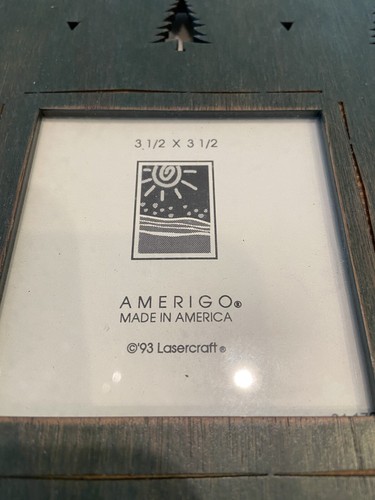 3 1/2 X 3 1/2
AMERIGO®
MADE IN AMERICA
©'93 Lasercraft ®